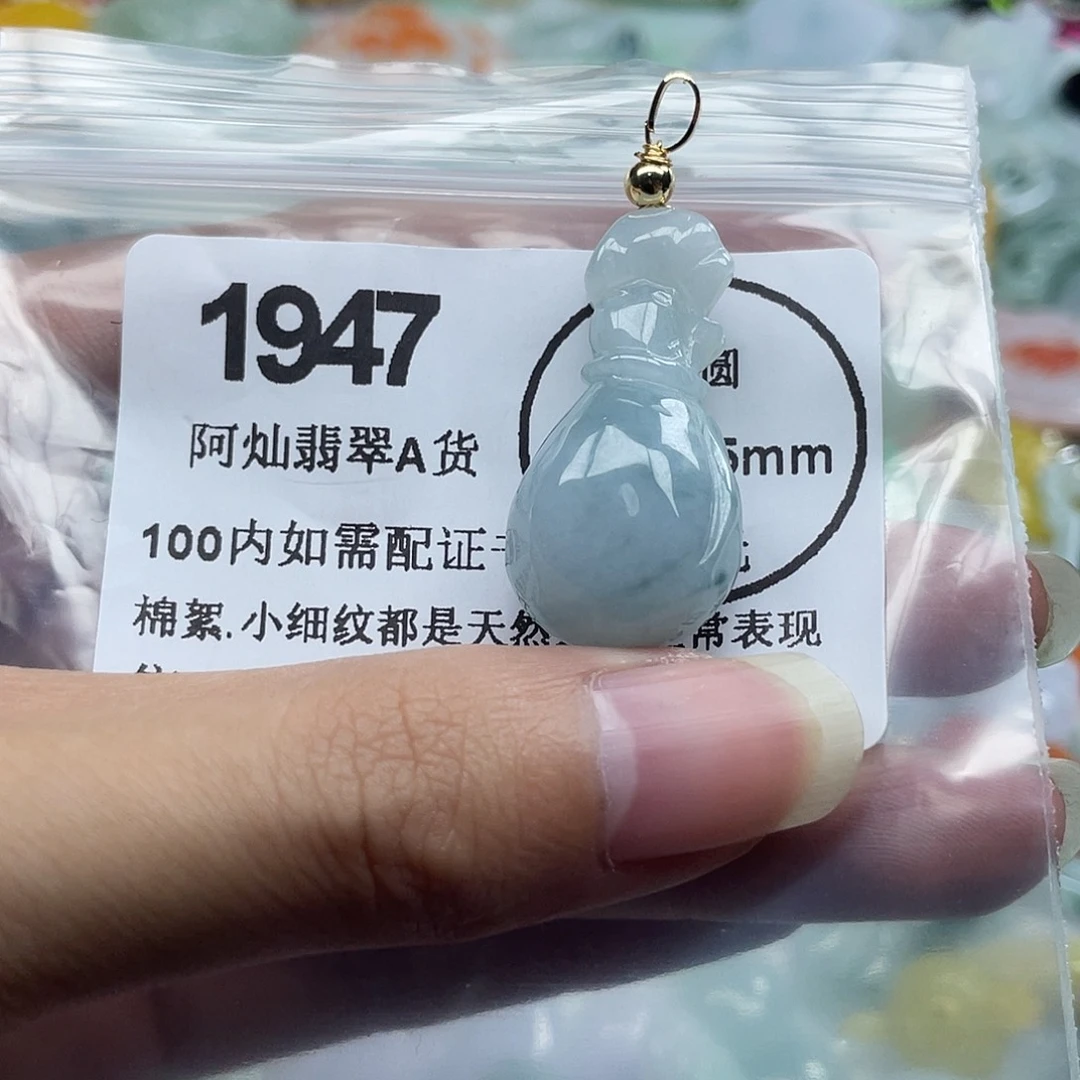 1947
圆
5mm
阿灿翡翠A货
100内如需配证
棉絮.小细纹都是天然 常表现